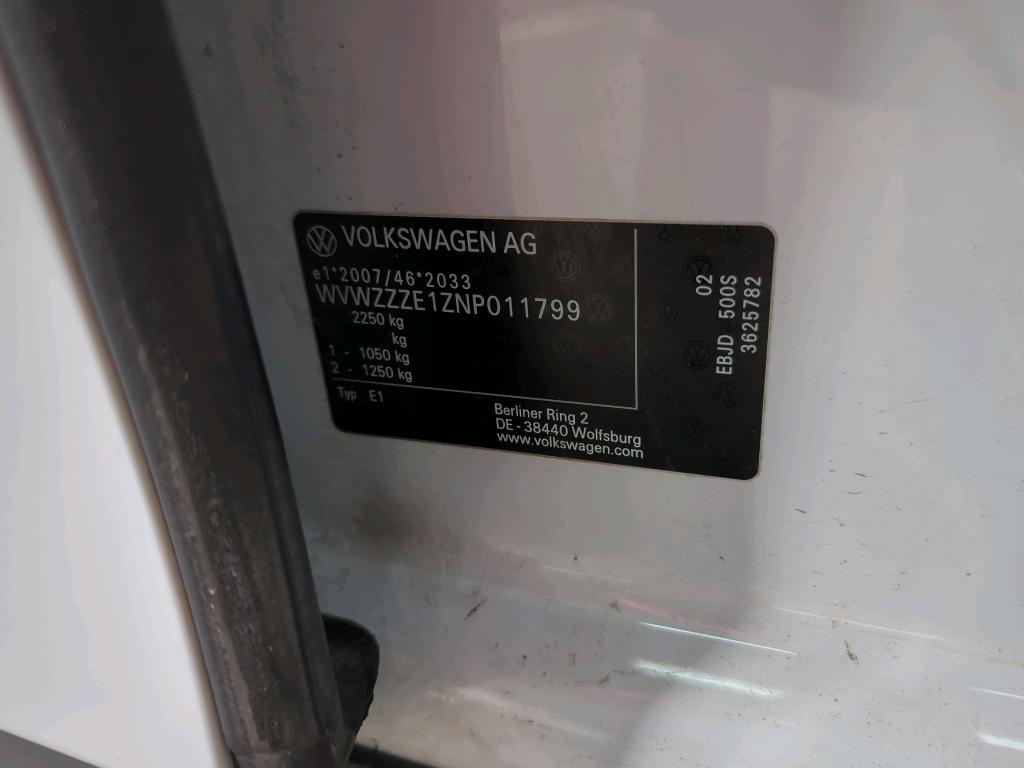 VOLKSWAGEN AG
e1*2007/46*2033
WVWZZZE1ZNP011799
2250 kg
kg
1 - 1050 kg
2 - 1250 kg
Typ E1
Berliner Ring 2
DE - 38440 Wolfsburg
www.volkswagen.com
02
EBJD 500S
3625782